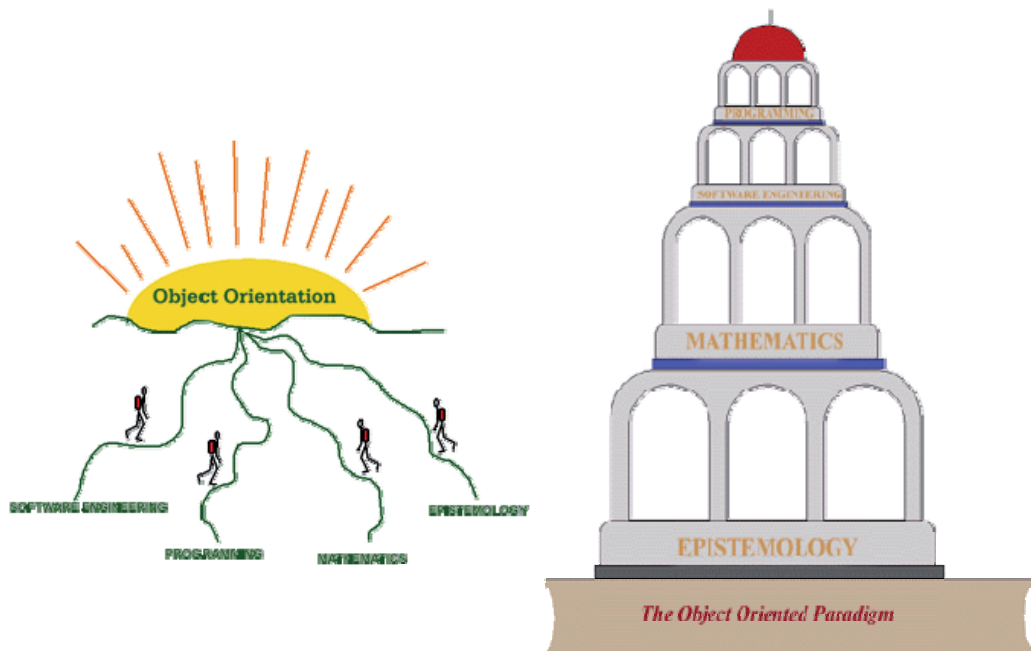 Object Orientation
SOFTWARE ENGINEERING
PROGRAMMING
MATHEMATICS
EPISTEMOLOGY
PROGRAMMING
SOFTWARE ENGINEERING
MATHEMATICS
EPISTEMOLOGY
The Object Oriented Paradigm